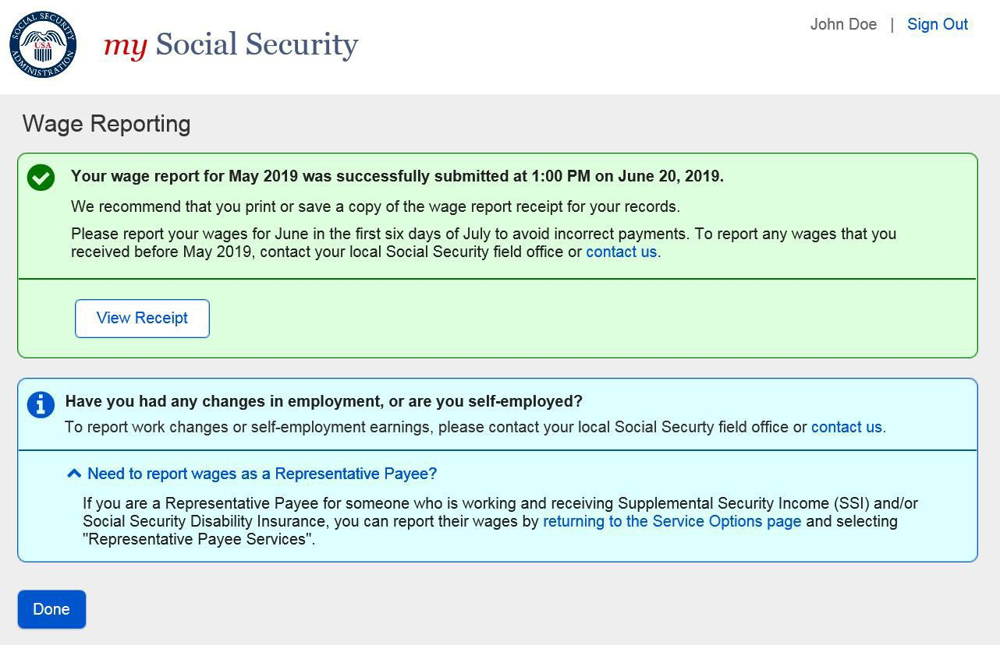 SOCIAL SECURITY ADMINISTRATION
USA
my Social Security
John Doe | Sign Out
Wage Reporting
Your wage report for May 2019 was successfully submitted at 1:00 PM on June 20, 2019.
We recommend that you print or save a copy of the wage report receipt for your records.
Please report your wages for June in the first six days of July to avoid incorrect payments. To report any wages that you
received before May 2019, contact your local Social Security field office or contact us.
View Receipt
Have you had any changes in employment, or are you self-employed?
To report work changes or self-employment earnings, please contact your local Social Securty field office or contact us.
Need to report wages as a Representative Payee?
If you are a Representative Payee for someone who is working and receiving Supplemental Security Income (SSI) and/or
Social Security Disability Insurance, you can report their wages by returning to the Service Options page and selecting
"Representative Payee Services".
Done